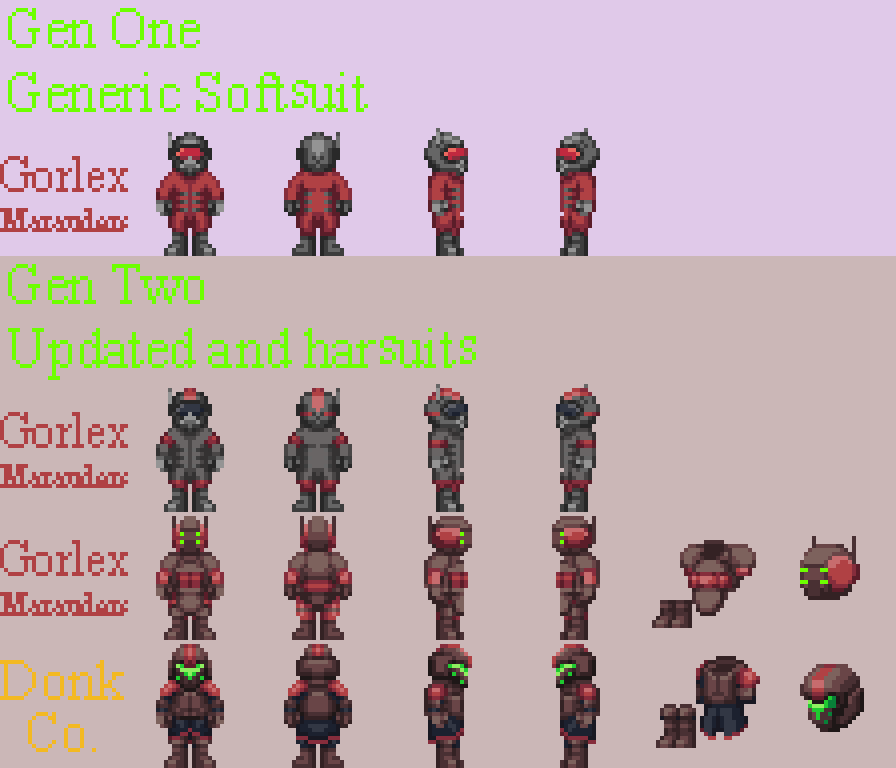 Gen One
Generic Softsuit
Gorlex
Marauders
Gen Two
Updated and harsuits
Gorlex
Marauders
Gorlex
Marauders
Donk
Co.